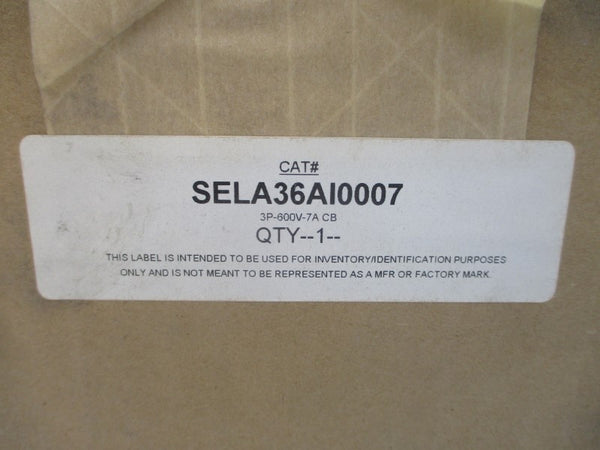 CAT#
SELA36AI0007
3P-600V-7A CB
QTY--1--
THIS LABEL IS INTENDED TO BE USED FOR INVENTORY/IDENTIFICATION PURPOSES
ONLY AND IS NOT MEANT TO BE REPRESENTED AS A MFR OR FACTORY MARK.